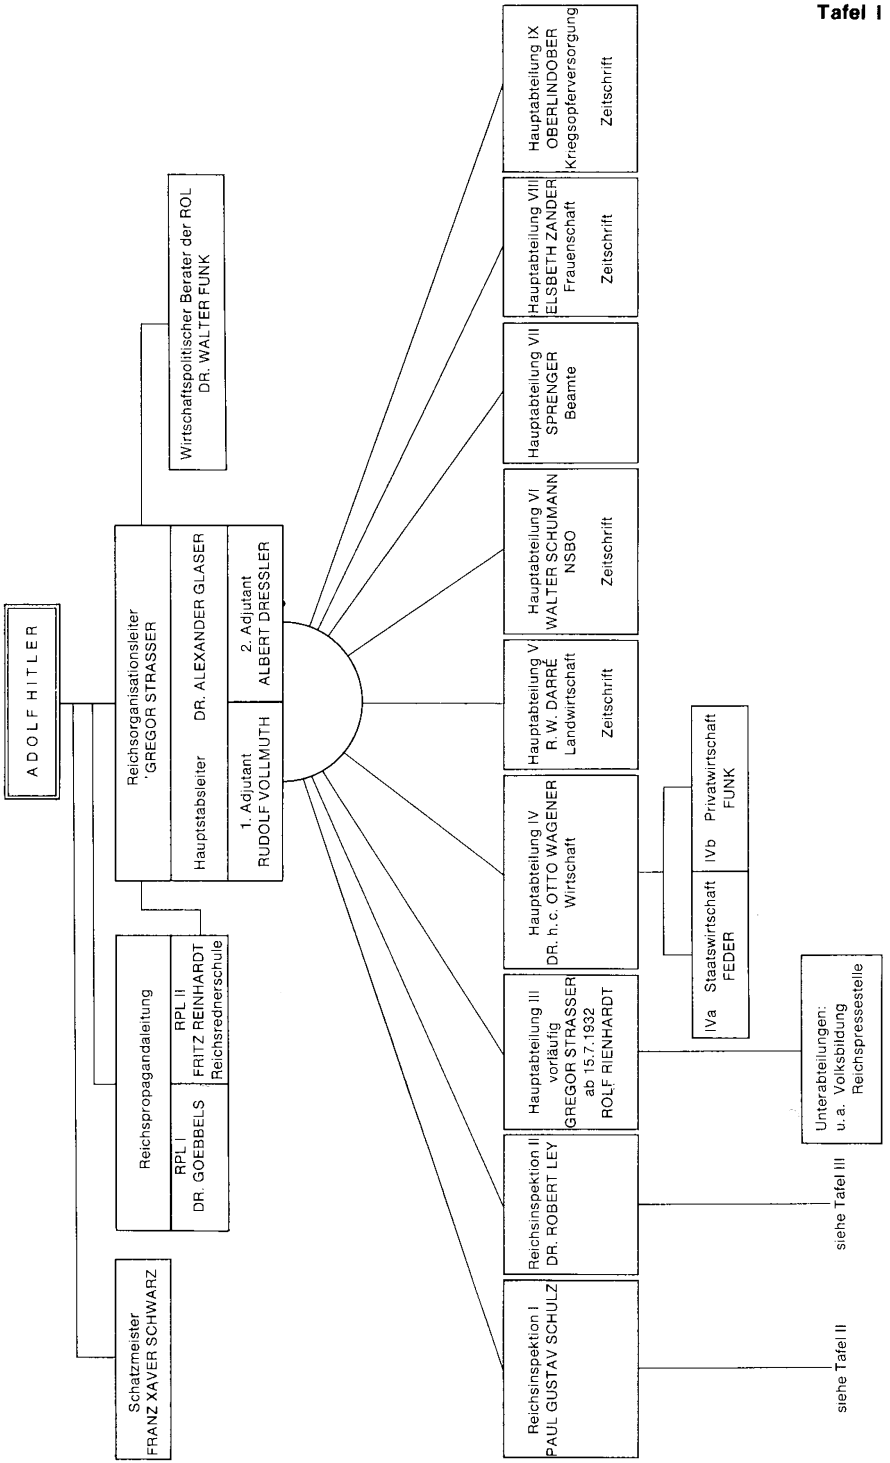 Tafel I
ADOLF HITLER
Schatzmeister
FRANZ XAVER SCHWARZ
Reichspropagandaleitung
RPL I
DR. GOEBBELS
RPL II
FRITZ REINHARDT
Reichsrednerschule
Reichsorganisationsleiter
GREGOR STRASSER
Hauptstabsleiter DR. ALEXANDER GLASER
1. Adjutant
RUDOLF VOLLMUTH
2. Adjutant
ALBERT DRESSLER
Wirtschaftspolitischer Berater der ROL
DR. WALTER FUNK
Reichsinspektion I
PAUL GUSTAV SCHULZ
Reichsinspektion II
DR. ROBERT LEY
Hauptabteilung III
vorläufig
GREGOR STRASSER
ab 15.7.1932
ROLF RIENHARDT
Hauptabteilung IV
DR. h.c. OTTO WAGENER
Wirtschaft
Hauptabteilung V
R. W. DARRÉ
Landwirtschaft
Zeitschrift
Hauptabteilung VI
WALTER SCHUMANN
NSBO
Zeitschrift
Hauptabteilung VII
SPRENGER
Beamte
Hauptabteilung VIII
ELSBETH ZANDER
Frauenschaft
Zeitschrift
Hauptabteilung IX
OBERLINDOBER
Kriegsopferversorgung
Zeitschrift
IVa Staatswirtschaft
FEDER
IVb Privatwirtschaft
FUNK
Unterabteilungen:
u. a. Volksbildung
Reichspressestelle
siehe Tafel II
siehe Tafel III